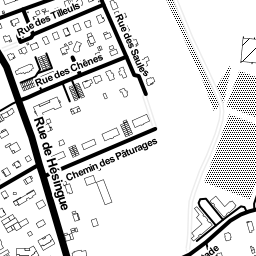 Rue des Tilleuls
Rue des Saules
Rue des Chênes
Rue de Hésingue
Chemin des Pâturages